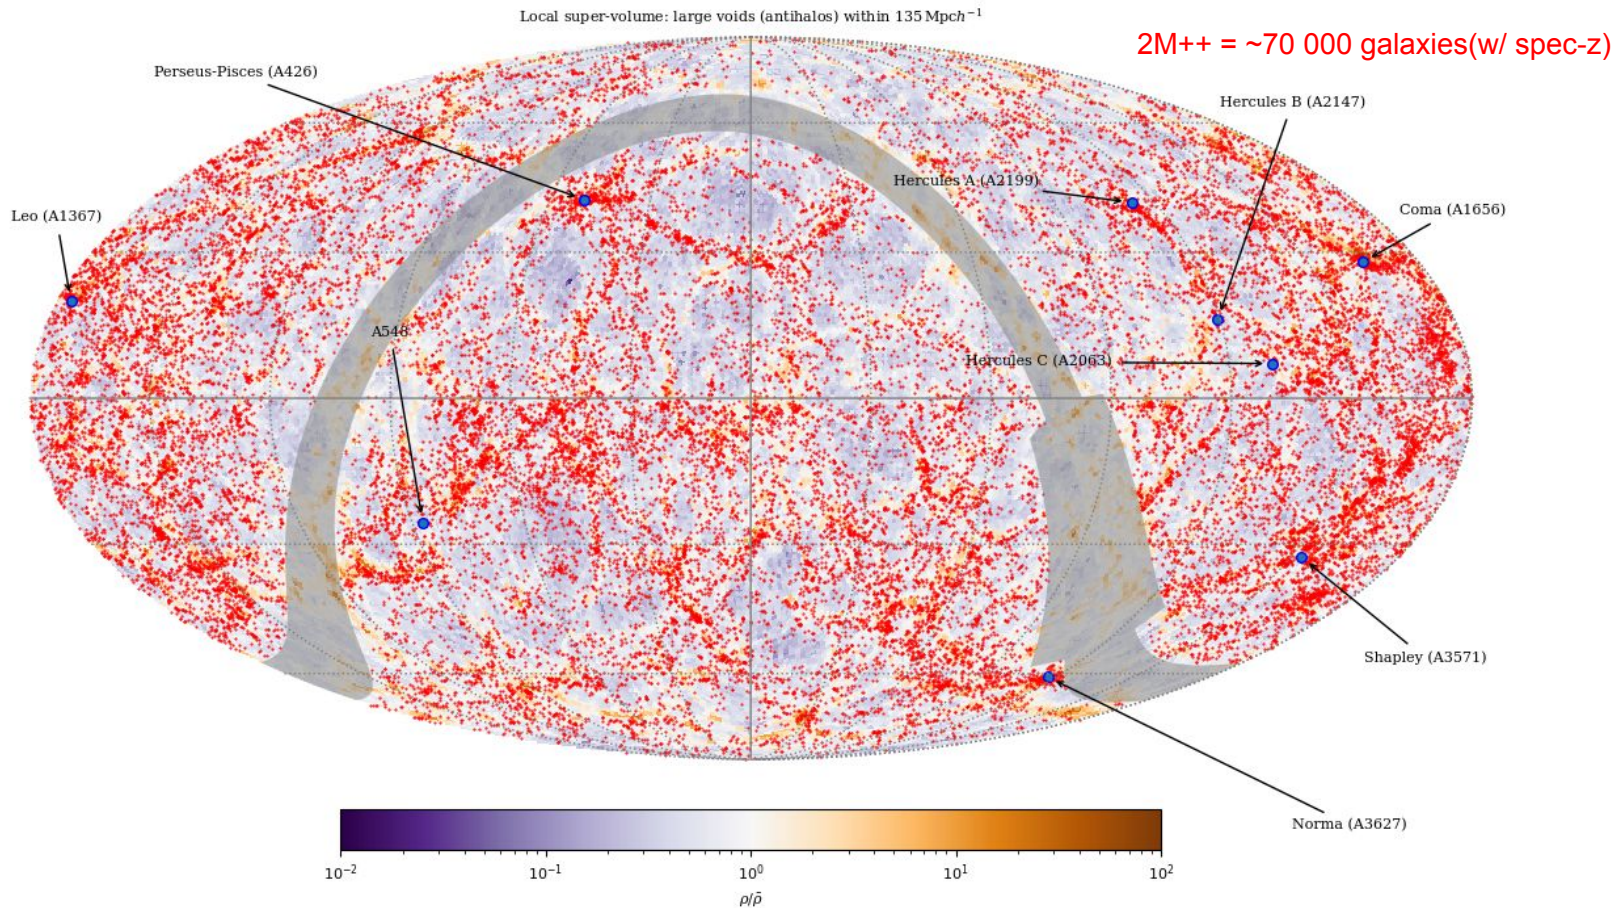 Local super-volume: large voids (antihalos) within 135 Mpch⁻¹
2M++ = ~70 000 galaxies(w/ spec-z)
Perseus-Pisces (A426)
Hercules B (A2147)
Hercules A (A2199)
Leo (A1367)
Coma (A1656)
A548
Hercules C (A2063)
Shapley (A3571)
Norma (A3627)
10⁻² 10⁻¹ 10⁰ 10¹ 10²
ρ/ρ̄